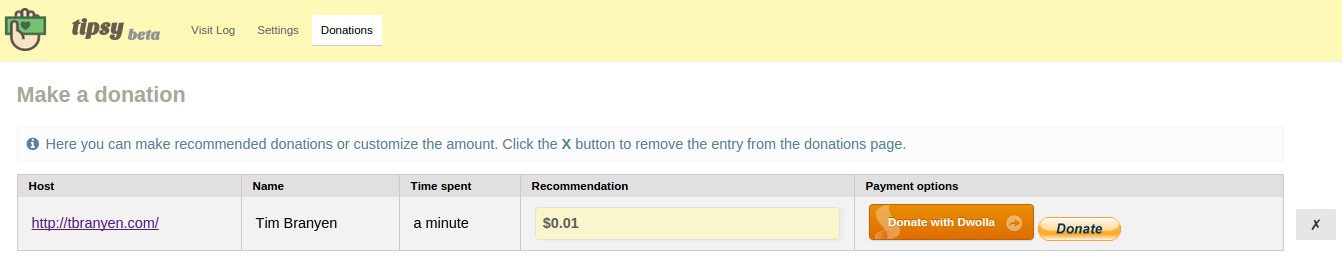 tipsy beta Visit Log Settings Donations
Make a donation
Here you can make recommended donations or customize the amount. Click the X button to remove the entry from the donations page.
Host Name Time spent Recommendation Payment options
http://tbranyen.com/ Tim Branyen a minute $0.01 Donate with Dwolla Donate ✗